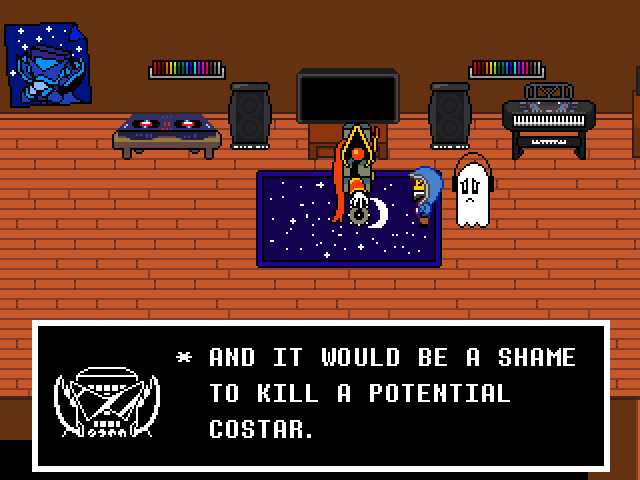 * AND IT WOULD BE A SHAME
TO KILL A POTENTIAL
COSTAR.